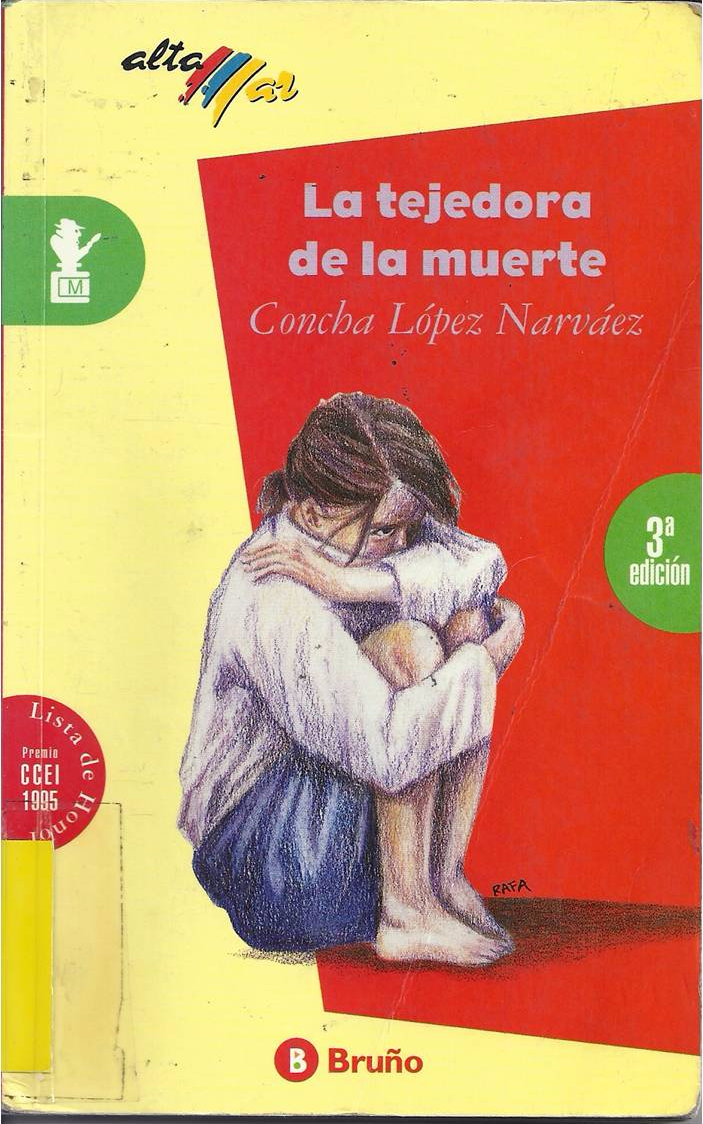 alta mar
La tejedora
de la muerte
Concha López Narváez
M
3ª
edición
Lista de Honor
Premio
CCEI
1995
RAFA
B Bruño